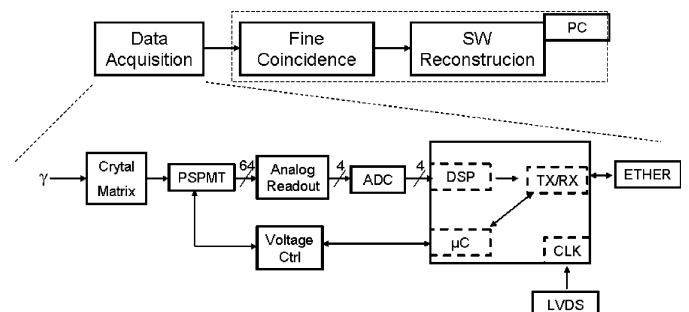 Data
Acquisition
Fine
Coincidence
SW
Reconstrucion
PC
γ
Crytal
Matrix
PSPMT
64
Analog
Readout
4
ADC
4
DSP
TX/RX
ETHER
Voltage
Ctrl
μC
CLK
LVDS